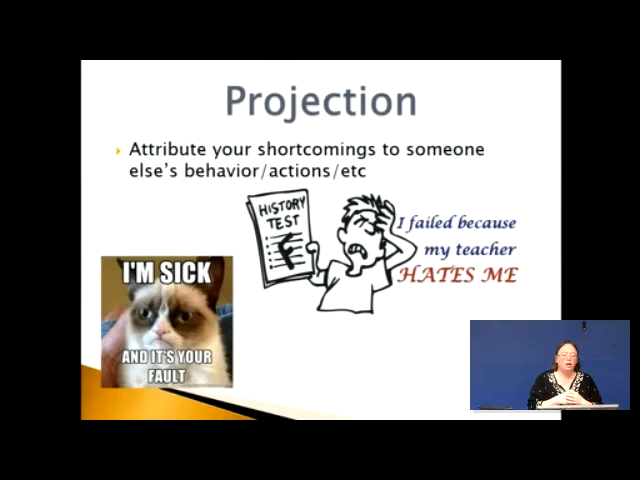 Projection
Attribute your shortcomings to someone
else's behavior/actions/etc
HISTORY
TEST
F
I failed because
my teacher
HATES ME
I'M SICK
AND IT'S YOUR
FAULT